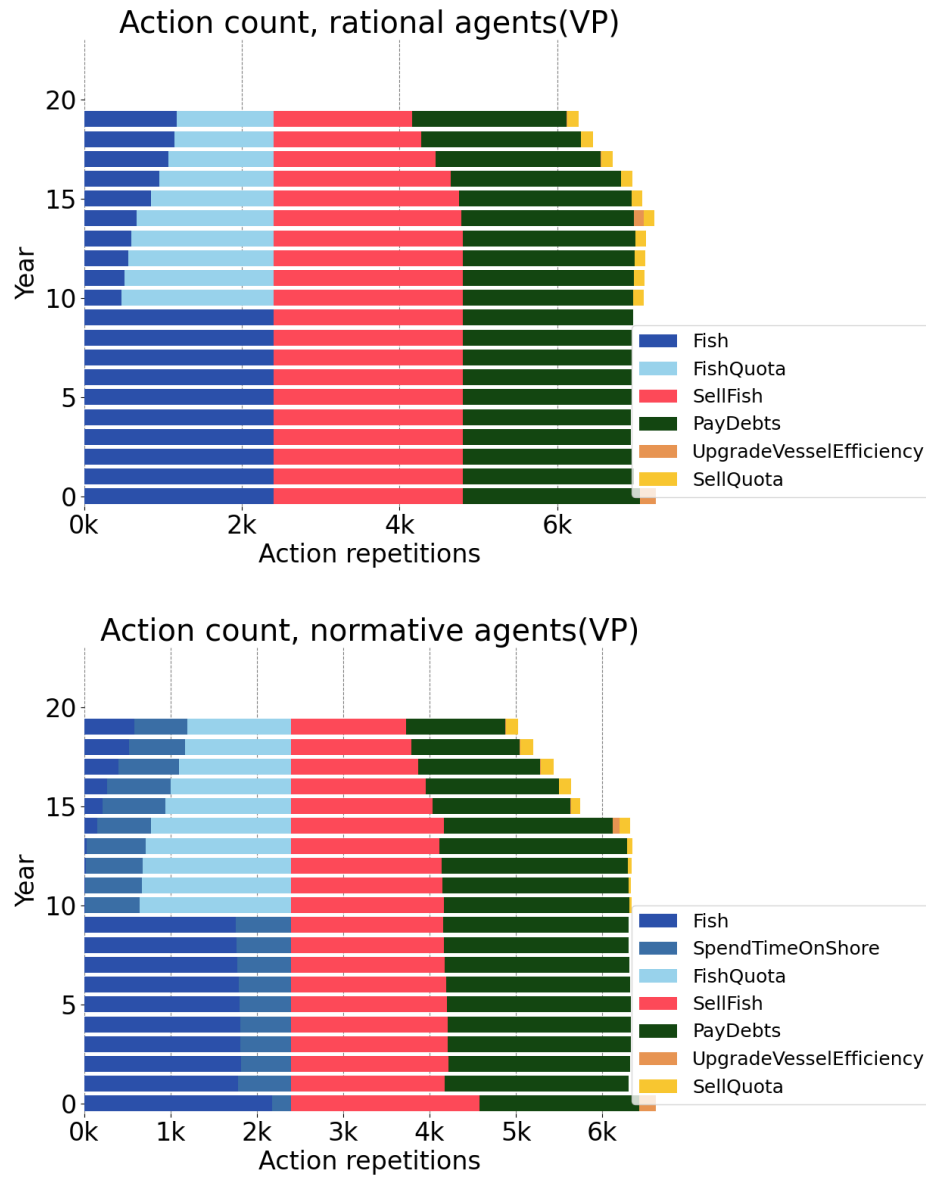 Action count, rational agents(VP)
20
15
Year
10
5
0
Fish
FishQuota
SellFish
PayDebts
UpgradeVesselEfficiency
SellQuota
0k 2k 4k 6k
Action repetitions
Action count, normative agents(VP)
20
15
Year
10
5
0
Fish
SpendTimeOnShore
FishQuota
SellFish
PayDebts
UpgradeVesselEfficiency
SellQuota
0k 1k 2k 3k 4k 5k 6k
Action repetitions